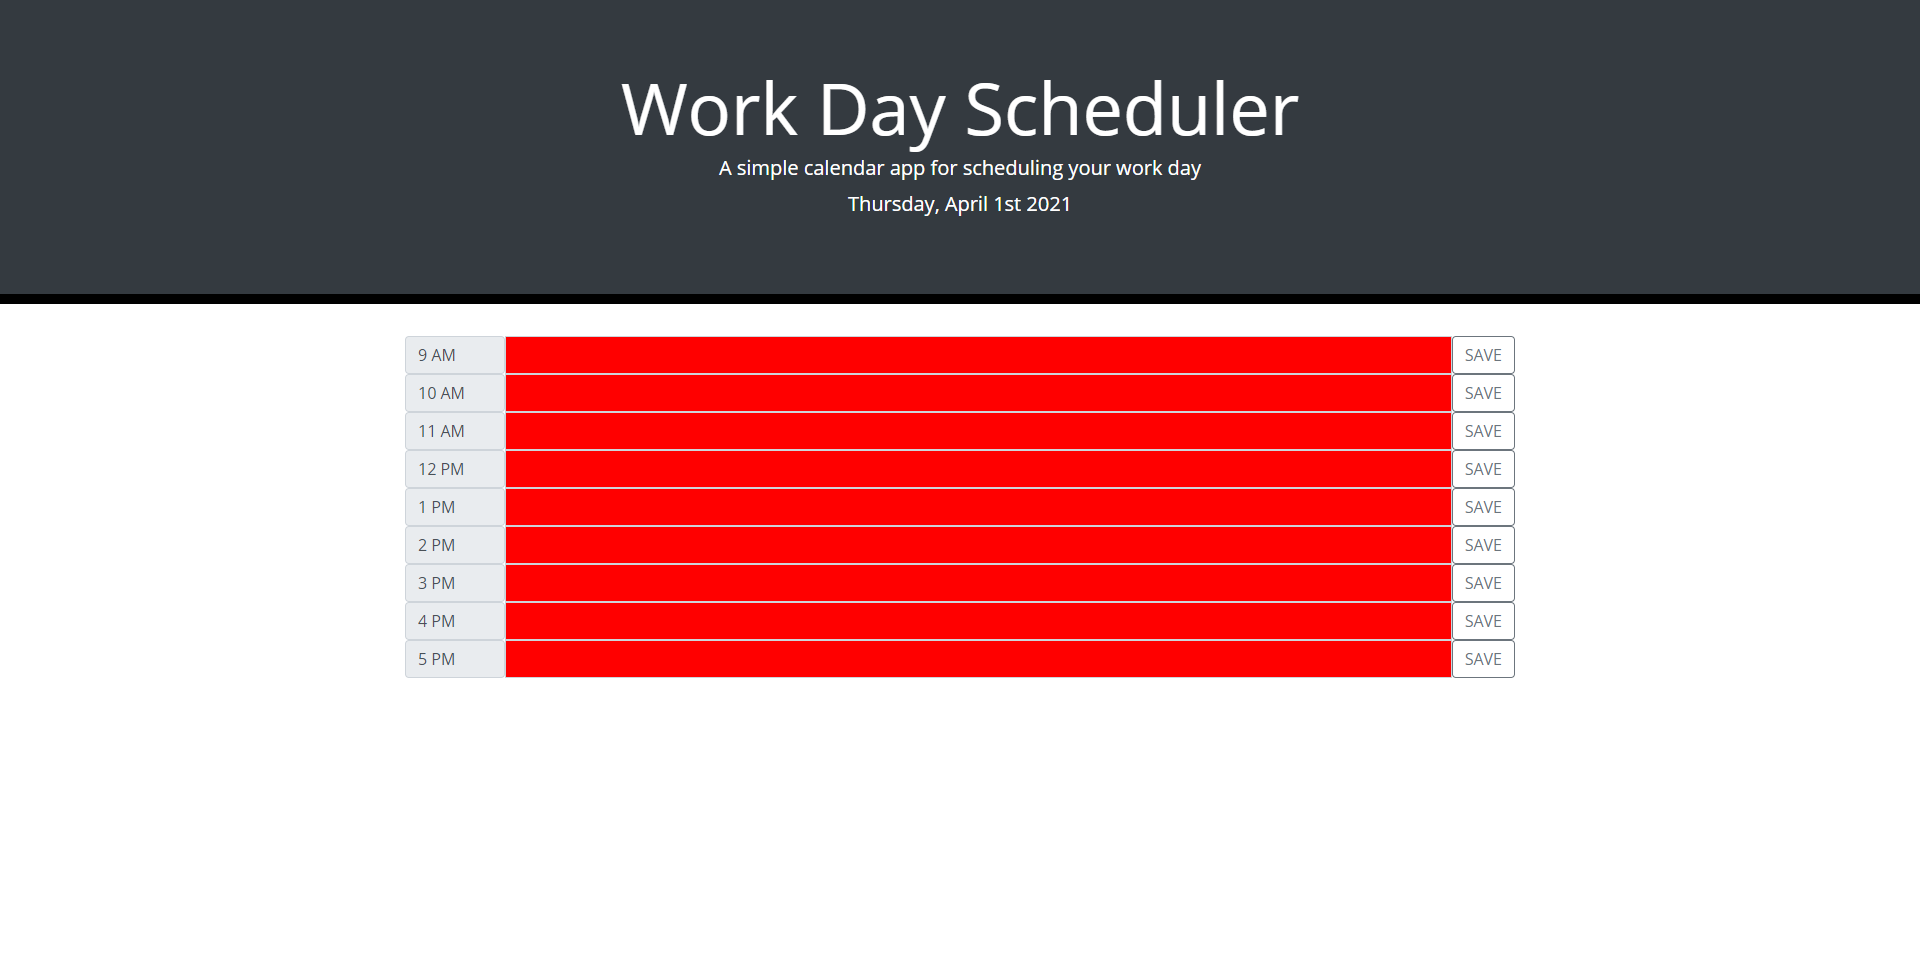 Work Day Scheduler
A simple calendar app for scheduling your work day
Thursday, April 1st 2021
9 AM SAVE
10 AM SAVE
11 AM SAVE
12 PM SAVE
1 PM SAVE
2 PM SAVE
3 PM SAVE
4 PM SAVE
5 PM SAVE